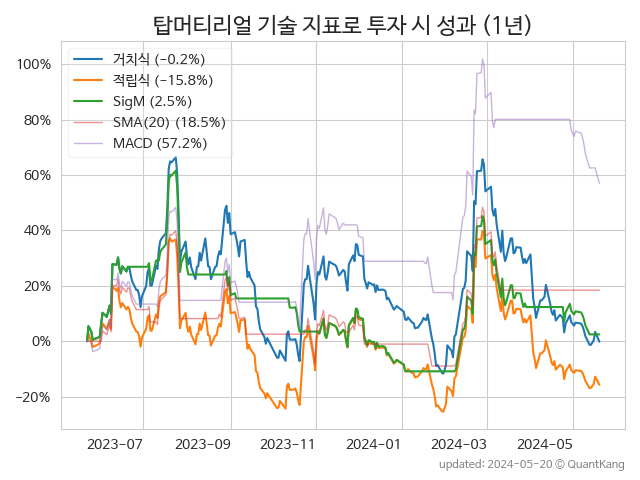 탑머티리얼 기술 지표로 투자 시 성과 (1년)
거치식 (-0.2%)
적립식 (-15.8%)
SigM (2.5%)
SMA(20) (18.5%)
MACD (57.2%)
100%
80%
60%
40%
20%
0%
-20%
2023-07 2023-09 2023-11 2024-01 2024-03 2024-05
updated: 2024-05-20 © QuantKang